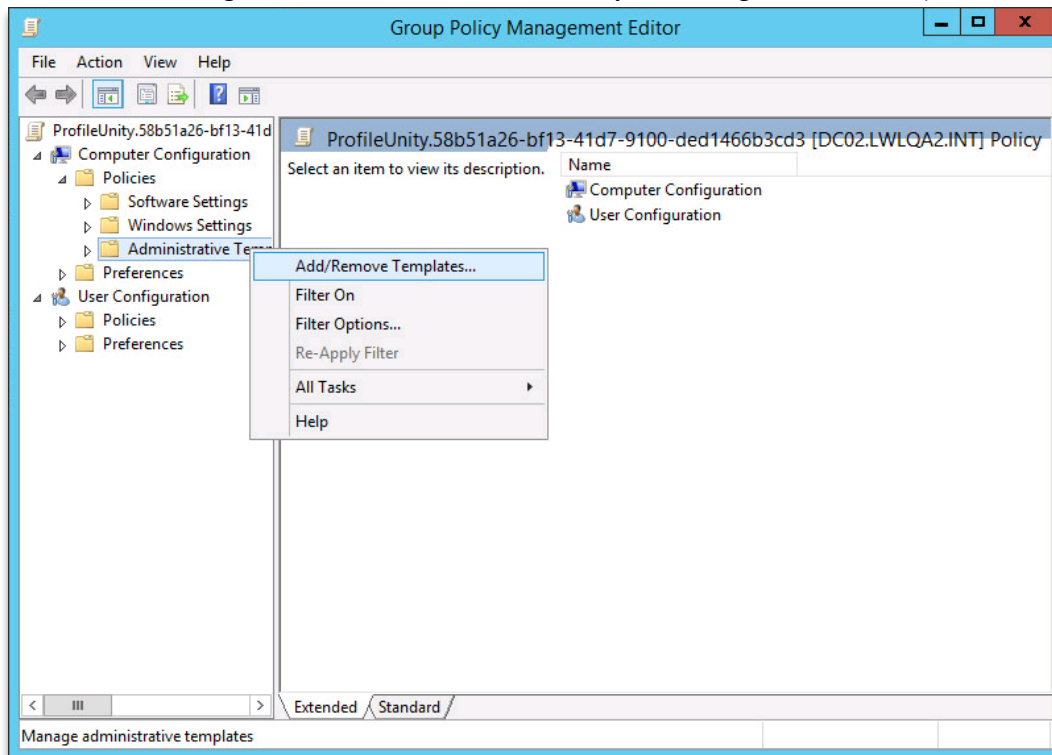 Group Policy Management Editor
File Action View Help
ProfileUnity.58b51a26-bf13-41d
Computer Configuration
Policies
Software Settings
Windows Settings
Administrative Temp
Preferences
User Configuration
Policies
Preferences
ProfileUnity.58b51a26-bf13-41d7-9100-ded1466b3cd3 [DC02.LWLQA2.INT] Policy
Select an item to view its description.
Name
Computer Configuration
User Configuration
Add/Remove Templates...
Filter On
Filter Options...
Re-Apply Filter
All Tasks
Help
Extended Standard
Manage administrative templates